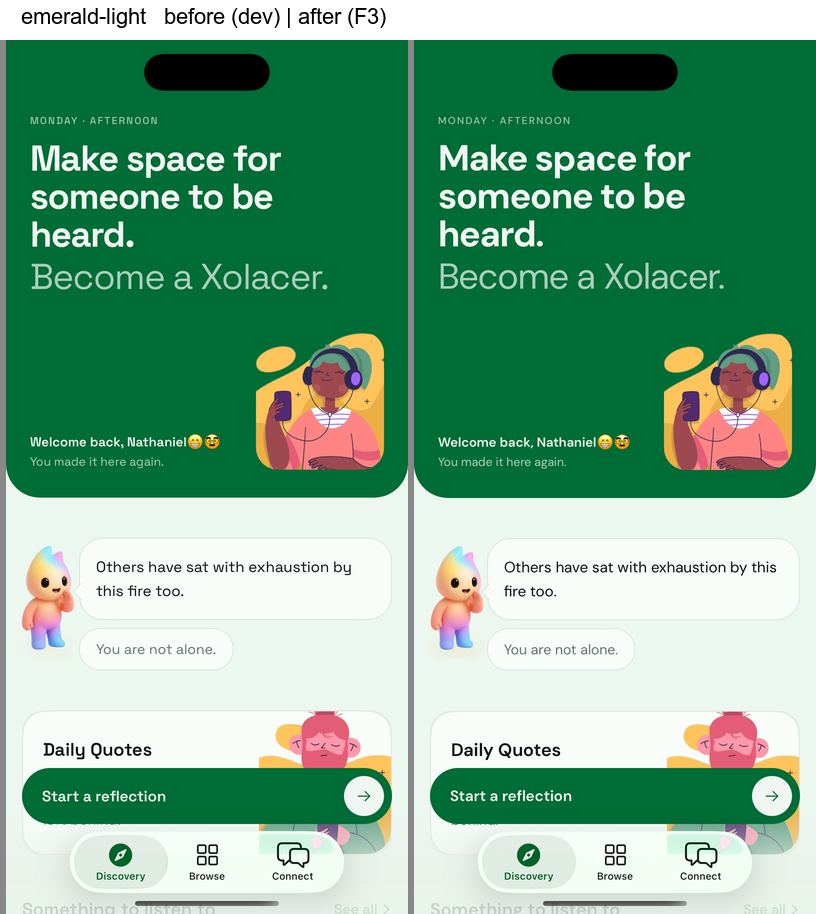 emerald-light before (dev) | after (F3)
MONDAY · AFTERNOON
Make space for
someone to be
heard.
Become a Xolacer.
Welcome back, Nathaniel😁🥸
You made it here again.
Others have sat with exhaustion by
this fire too.
You are not alone.
Daily Quotes
Start a reflection
Discovery
Browse
Connect
Something to listen to
See all
MONDAY · AFTERNOON
Make space for
someone to be
heard.
Become a Xolacer.
Welcome back, Nathaniel😁🥸
You made it here again.
Others have sat with exhaustion by this
fire too.
You are not alone.
Daily Quotes
Start a reflection
behind.
Discovery
Browse
Connect
Something to listen to
See all